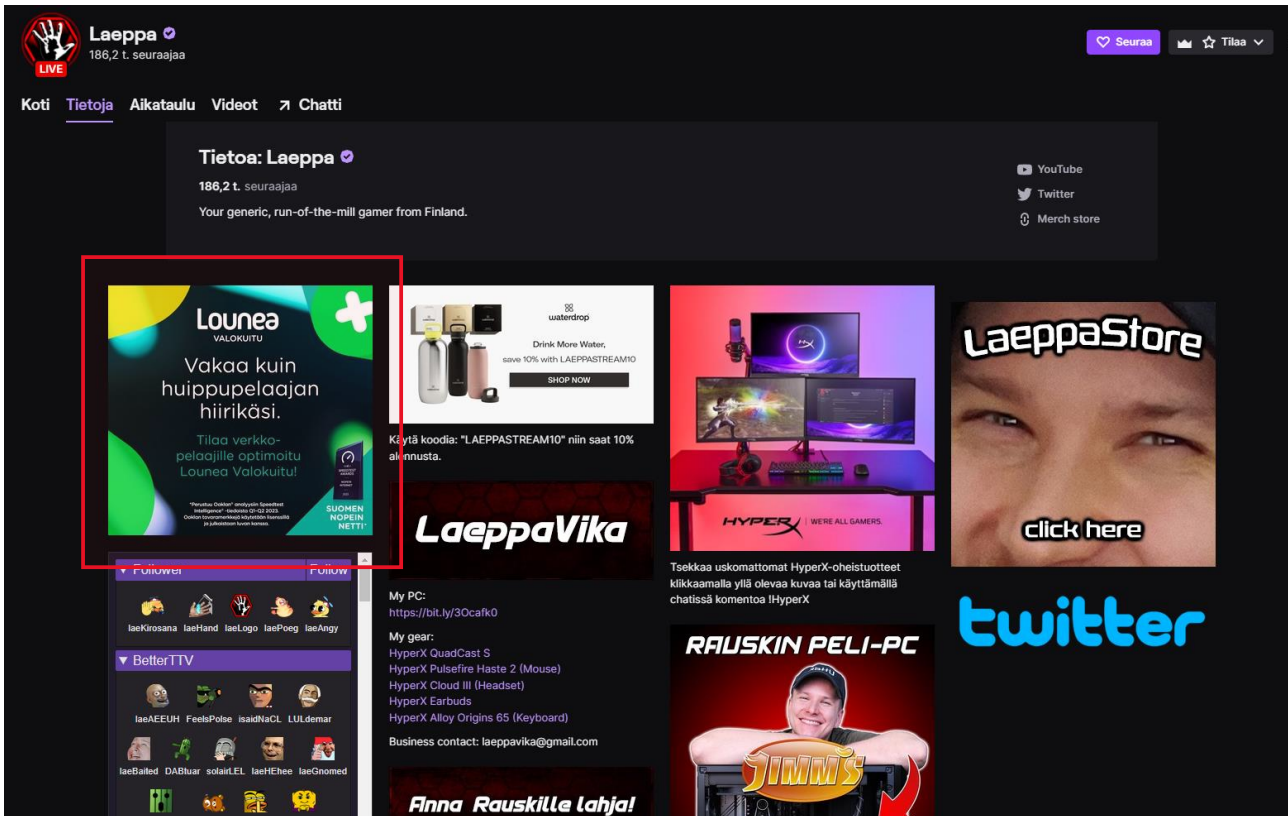 Laeppa
186,2 t. seuraajaa
LIVE
Seuraa
Tilaa
Koti Tietoja Aikataulu Videot Chatti
Tietoa: Laeppa
186,2 t. seuraajaa
Your generic, run-of-the-mill gamer from Finland.
YouTube
Twitter
Merch store
Lounea
VALOKUITU
Vakaa kuin
huippupelaajan
hiirikäsi.
Tilaa verkko-
pelaajille optimoitu
Lounea Valokuitu!
SUOMEN
NOPEIN
NETTI*
Follower Follow
laeKirosana laeHand laeLogo laePoeg laeAngy
BetterTTV
laeAEEUH FeelsPolse isaidNaCL LULdemar
laeBaited DABtuar solairLEL laeHEhee laeGnomed
waterdrop
Drink More Water,
save 10% with LAEPPASTREAM10
SHOP NOW
Käytä koodia: "LAEPPASTREAM10" niin saat 10%
alennusta.
LaeppaVika
My PC:
https://bit.ly/3Ocafk0
My gear:
HyperX QuadCast S
HyperX Pulsefire Haste 2 (Mouse)
HyperX Cloud III (Headset)
HyperX Earbuds
HyperX Alloy Origins 65 (Keyboard)
Business contact: laeppavika@gmail.com
Anna Rauskille lahja!
HYPERX WE'RE ALL GAMERS.
Tsekkaa uskomattomat HyperX-oheistuotteet
klikkaamalla yllä olevaa kuvaa tai käyttämällä
chatissä komentoa !HyperX
RAUSKIN PELI-PC
JIMM'S
LaeppaStore
click here
twitter